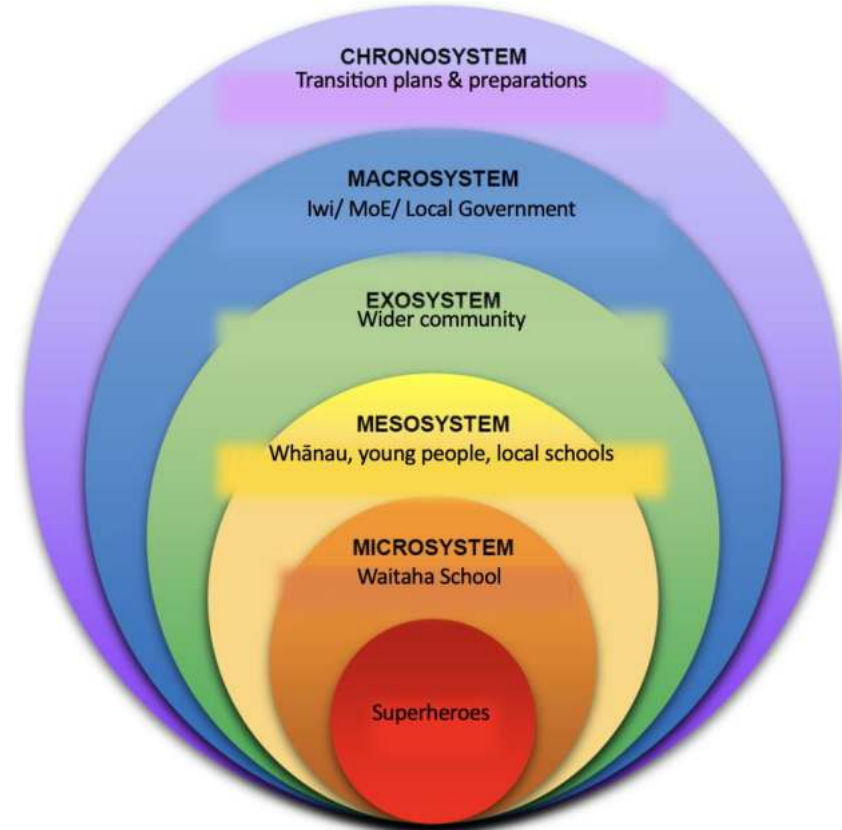 CHRONOSYSTEM
Transition plans & preparations
MACROSYSTEM
Iwi/ MoE/ Local Government
EXOSYSTEM
Wider community
MESOSYSTEM
Whānau, young people, local schools
MICROSYSTEM
Waitaha School
Superheroes